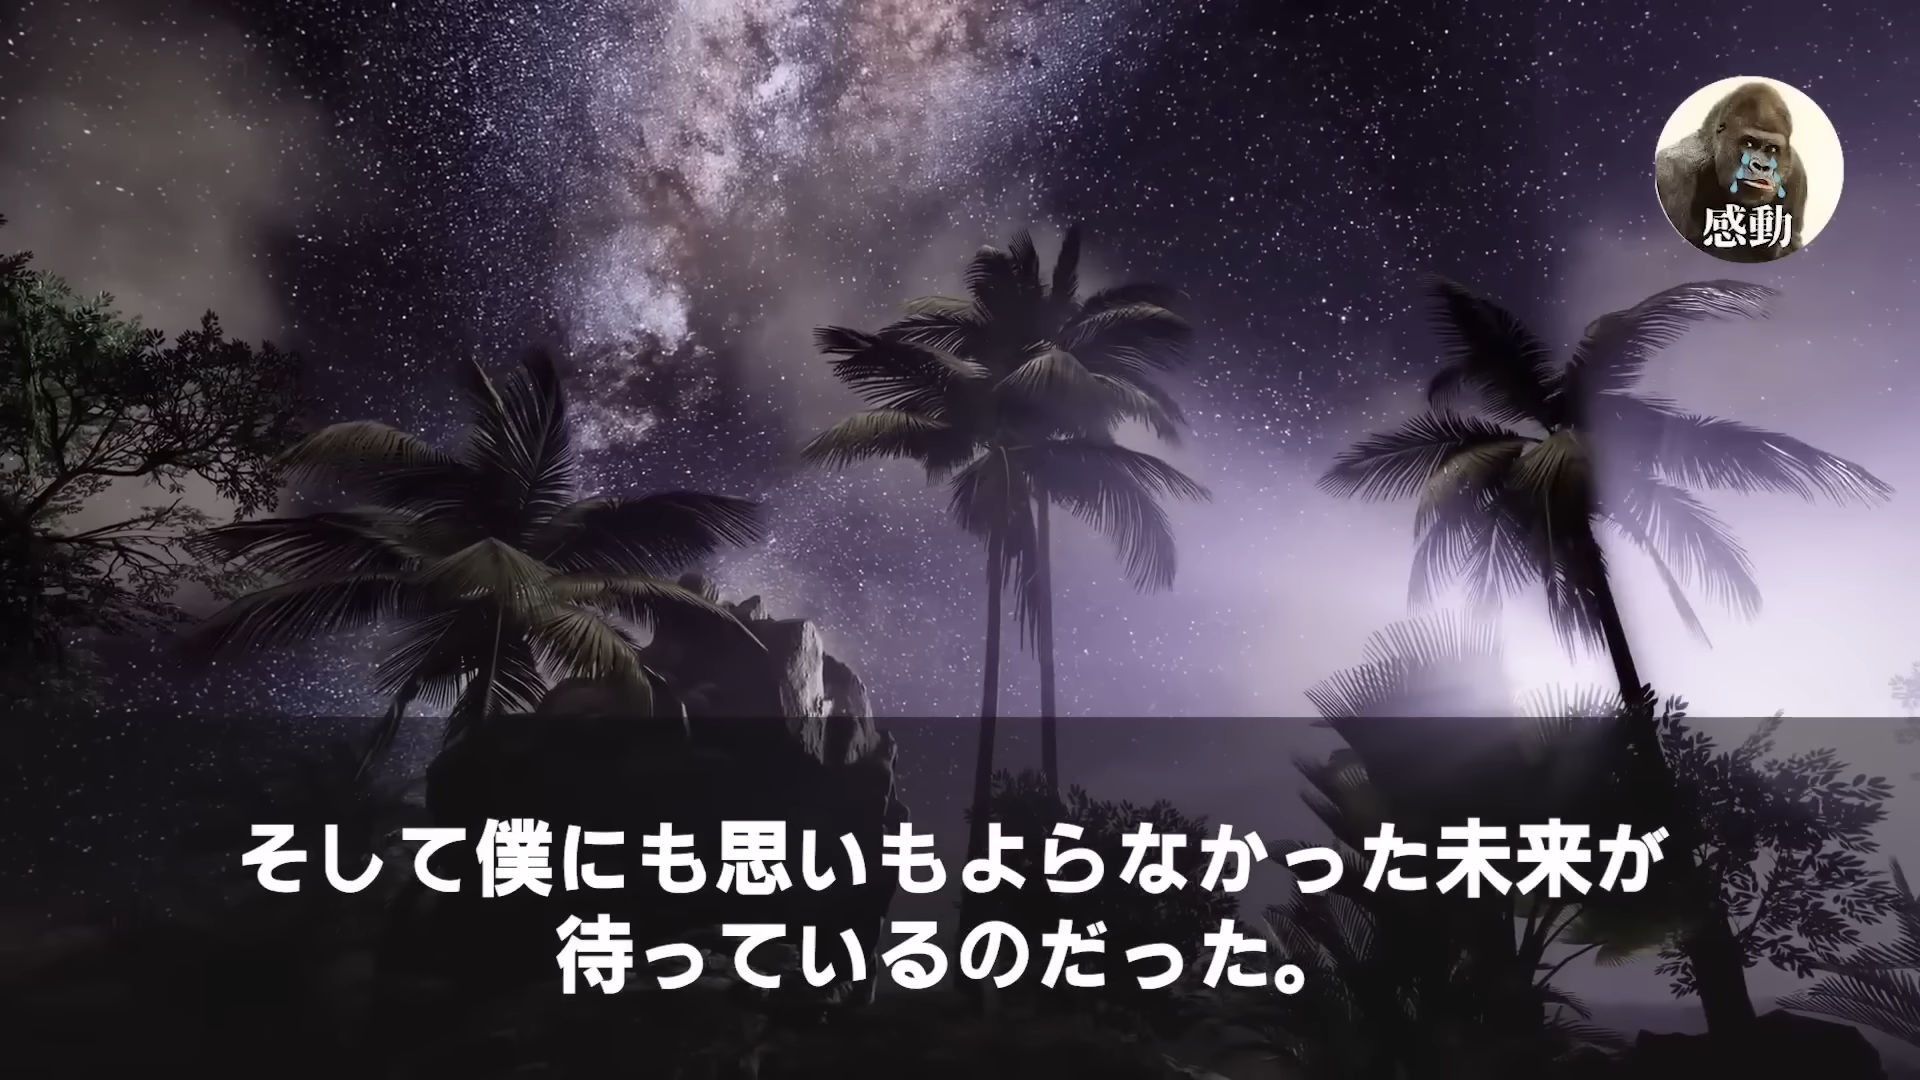 感動
そして僕にも思いもよらなかった未来が
待っているのだった。